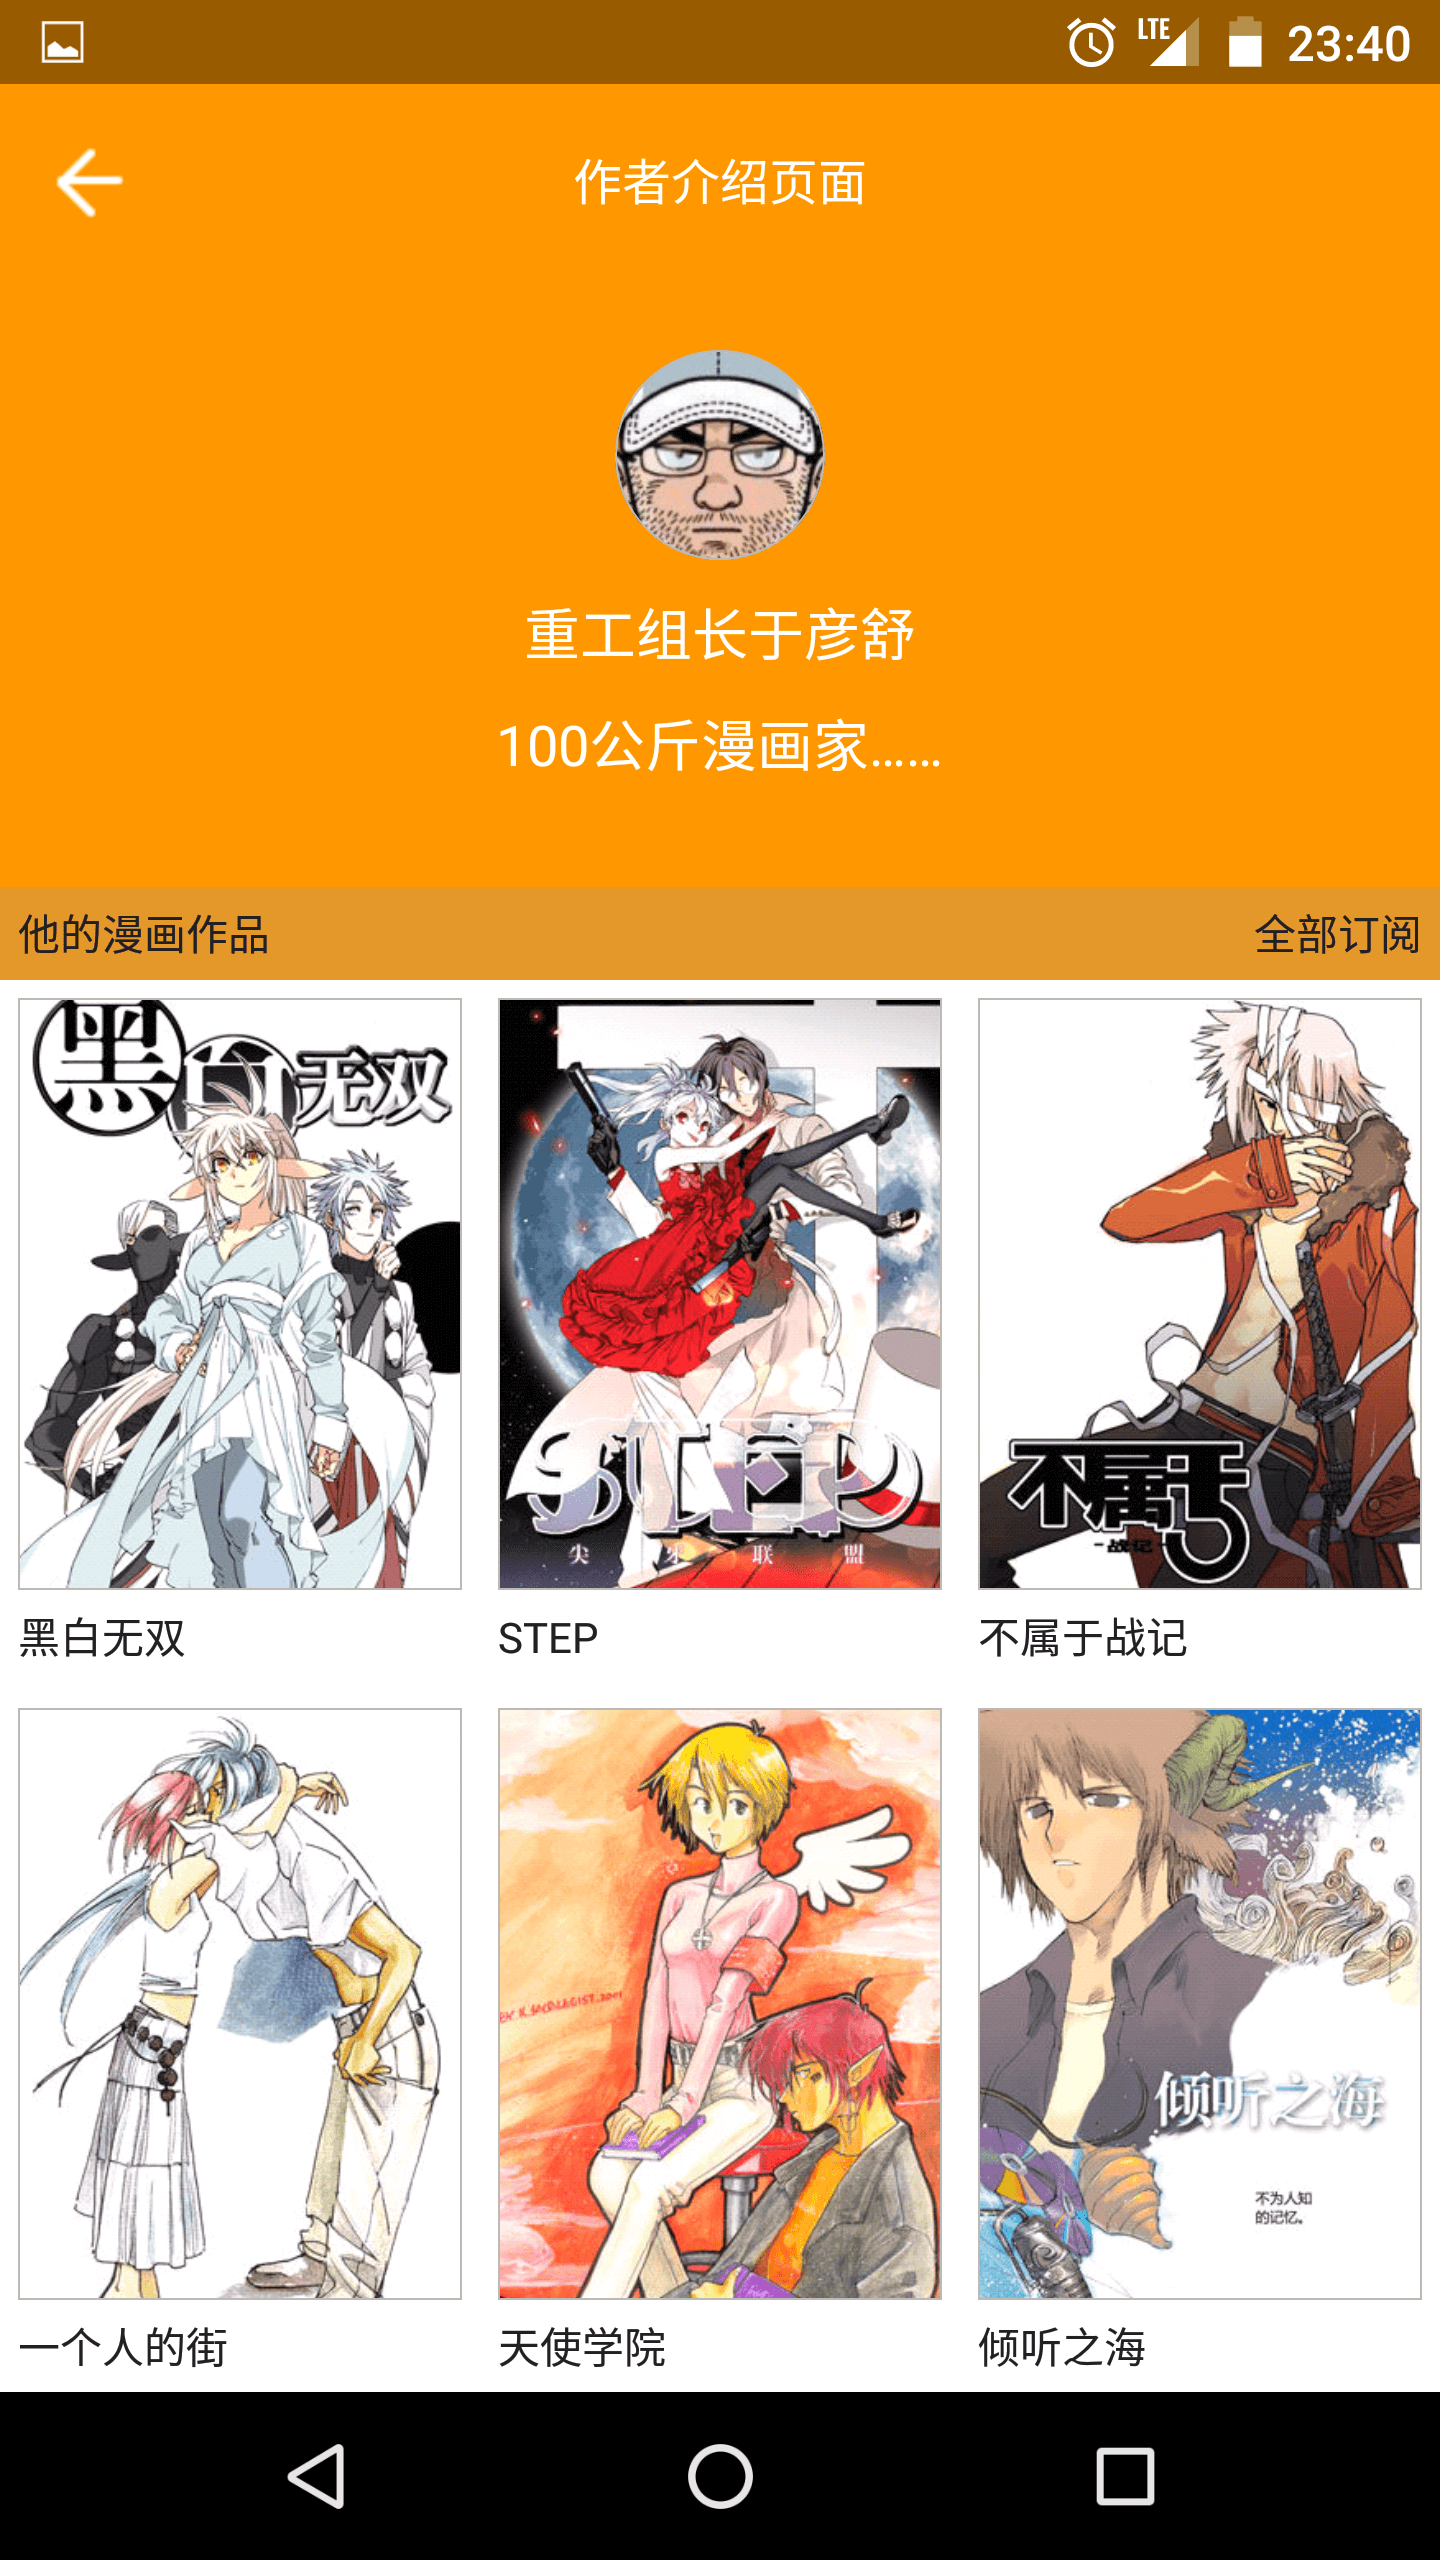 LTE 23:40
作者介绍页面
重工组长于彦舒
100公斤漫画家……
他的漫画作品
全部订阅
黑白无双
STEP
尖牙联盟
不属于
-战记-
黑白无双
STEP
不属于战记
倾听之海
不为人知
的记忆。
一个人的街
天使学院
倾听之海